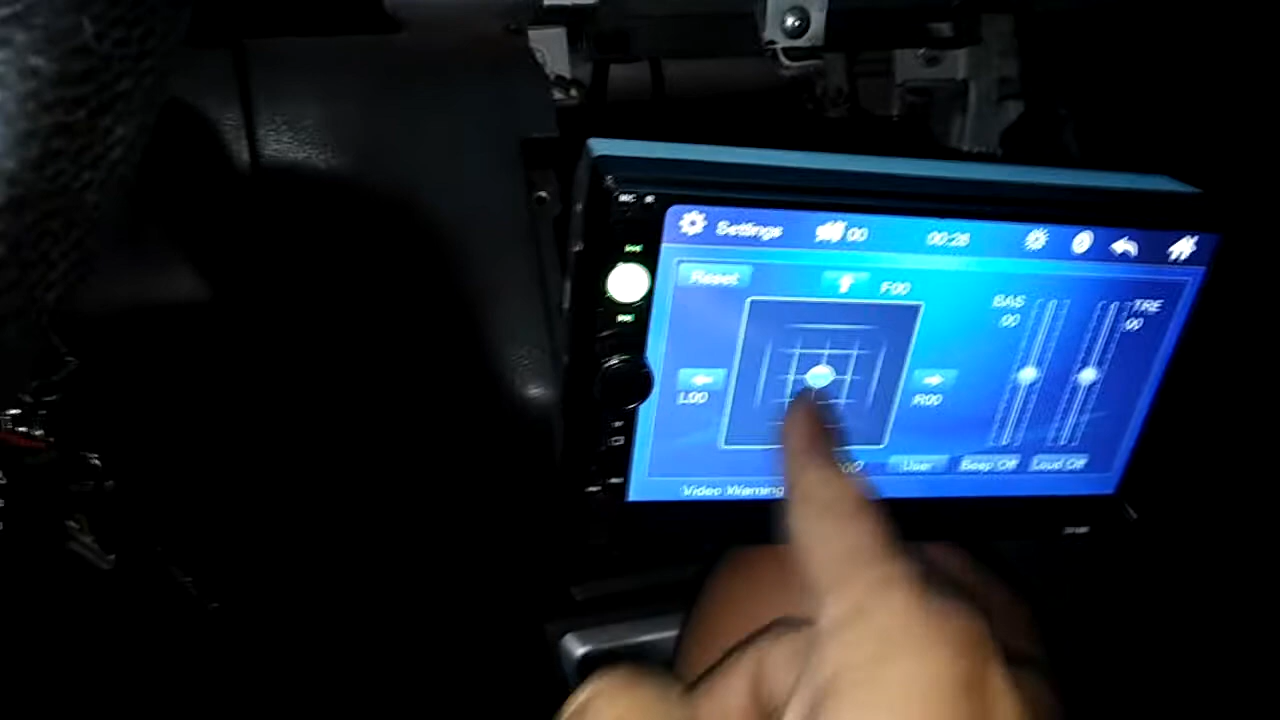 MIC
Settings 00 00:28
Reset F00
BAS TRE
00 00
L00 R00
User Beep Off Loud Off
Video Warning